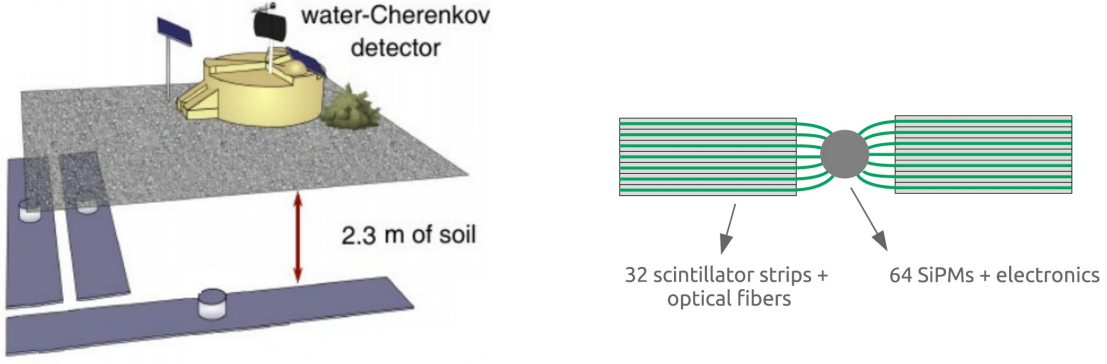 water-Cherenkov
detector
2.3 m of soil
32 scintillator strips +
optical fibers
64 SiPMs + electronics